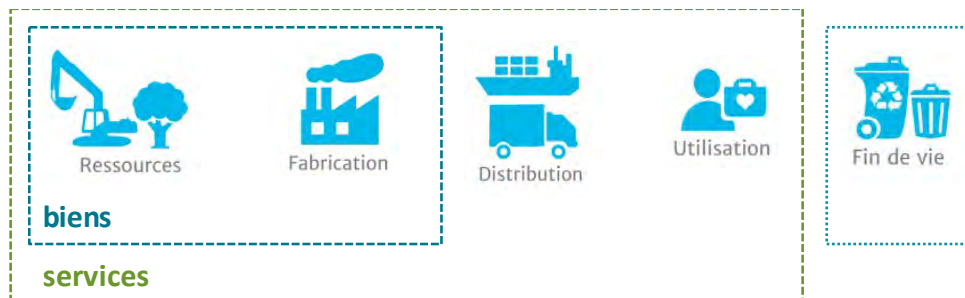 Ressources
Fabrication
Distribution
Utilisation
Fin de vie
biens
services